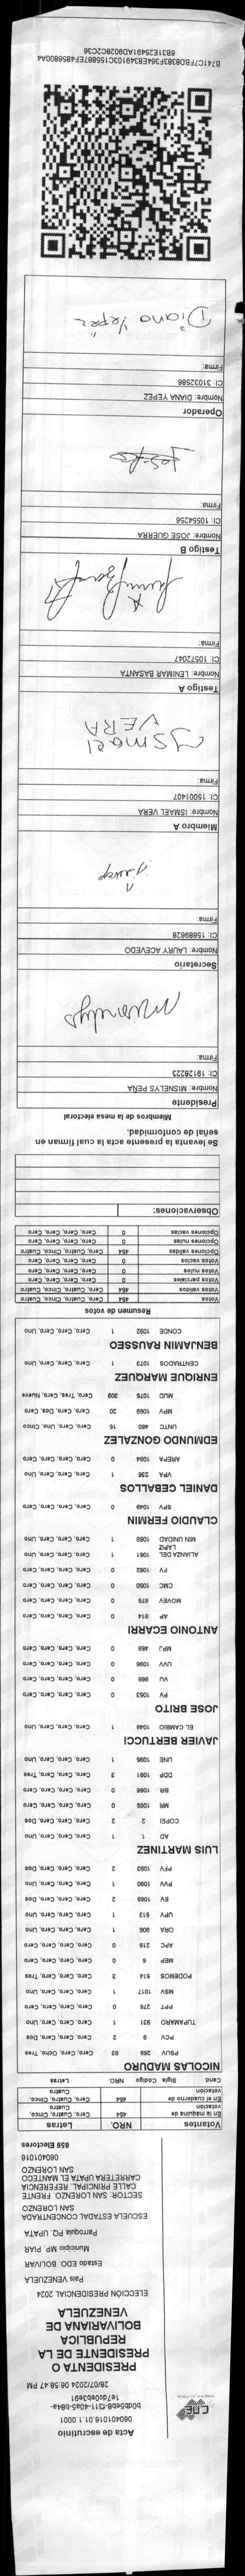 CNE
Acta de escrutinio
060401016.01.1.0001
b0db5eb8-f311-40a5-b84a-
1e7dc0eb3e91
28/07/2024 06:58:47 PM
PRESIDENTA O
PRESIDENTE DE LA
REPUBLICA
BOLIVARIANA DE
VENEZUELA
ELECCIÓN PRESIDENCIAL 2024
Pais VENEZUELA
Estado EDO. BOLIVAR
Municipio MP. PIAR
Parroquia PQ. UPATA
ESCUELA ESTADAL CONCENTRADA
SAN LORENZO
SECTOR: SAN LORENZO. FRENTE
CALLE PRINCIPAL. REFERENCIA
CARRETERA UPATA EL MANTECO
SAN LORENZO
060401016
659 Electores
Votantes NRO. Letras
En la máquina de votación 454 Cero, Cuatro, Cinco, Cuatro
En el cuaderno de votación 454 Cero, Cuatro, Cinco, Cuatro
Cand. Sigla Código NRO. Letras
NICOLAS MADURO
PSUV 269 83 Cero, Cero, Ocho, Tres
PCV 9 2 Cero, Cero, Cero, Dos
TUPAMARO 931 1 Cero, Cero, Cero, Uno
PPT 276 0 Cero, Cero, Cero, Cero
MSV 1017 1 Cero, Cero, Cero, Uno
PODEMOS 514 3 Cero, Cero, Cero, Tres
MEP 6 0 Cero, Cero, Cero, Cero
APC 219 0 Cero, Cero, Cero, Cero
ORA 906 1 Cero, Cero, Cero, Uno
UPV 513 1 Cero, Cero, Cero, Uno
EV 1089 2 Cero, Cero, Cero, Dos
PVV 1090 1 Cero, Cero, Cero, Uno
PFV 1093 2 Cero, Cero, Cero, Dos
LUIS MARTINEZ
AD 1 1 Cero, Cero, Cero, Uno
COPEI 2 2 Cero, Cero, Cero, Dos
MR 1065 0 Cero, Cero, Cero, Cero
BR 1066 0 Cero, Cero, Cero, Cero
DDP 1091 3 Cero, Cero, Cero, Tres
UNE 1095 1 Cero, Cero, Cero, Uno
JAVIER BERTUCCI
EL CAMBIO 1048 1 Cero, Cero, Cero, Uno
JOSE BRITO
PV 1053 0 Cero, Cero, Cero, Cero
VU 868 0 Cero, Cero, Cero, Cero
UVV 1096 0 Cero, Cero, Cero, Cero
MPJ 458 0 Cero, Cero, Cero, Cero
ANTONIO ECARRI
AP 814 0 Cero, Cero, Cero, Cero
MOVEV 978 0 Cero, Cero, Cero, Cero
CMC 1050 0 Cero, Cero, Cero, Cero
FV 1062 0 Cero, Cero, Cero, Cero
ALIANZA DEL LAPIZ 1051 1 Cero, Cero, Cero, Uno
MIN UNIDAD 1068 1 Cero, Cero, Cero, Uno
CLAUDIO FERMIN
SPV 1049 0 Cero, Cero, Cero, Cero
DANIEL CEBALLOS
VPA 236 1 Cero, Cero, Cero, Uno
AREPA 1094 0 Cero, Cero, Cero, Cero
EDMUNDO GONZALEZ
UNTC 460 15 Cero, Cero, Uno, Cinco
MPV 1069 20 Cero, Cero, Dos, Cero
MUD 1075 309 Cero, Tres, Cero, Nueve
ENRIQUE MARQUEZ
CENTRADOS 1073 1 Cero, Cero, Cero, Uno
BENJAMIN RAUSSEO
CONDE 1092 1 Cero, Cero, Cero, Uno
Resumen de votos
Votos 454 Cero, Cuatro, Cinco, Cuatro
Votos validos 454 Cero, Cuatro, Cinco, Cuatro
Votos parciales 0 Cero, Cero, Cero, Cero
Votos nulos 0 Cero, Cero, Cero, Cero
Votos vacios 0 Cero, Cero, Cero, Cero
Opciones validas 454 Cero, Cuatro, Cinco, Cuatro
Opciones nulas 0 Cero, Cero, Cero, Cero
Opciones vacias 0 Cero, Cero, Cero, Cero
Observaciones:
Se levanta la presente acta la cual firman en
señal de conformidad.
Miembros de la mesa electoral
Presidente
Nombre: MISNELYS PEÑA
CI: 19126223
Firma:
misnelys
Secretario
Nombre: LAURY ACEVEDO
CI: 15689628
Firma:
Miembro A
Nombre: ISMAEL VERA
CI: 15001407
Firma:
Ismael
VERA
Testigo A
Nombre: LENIMAR BASANTA
CI: 10572047
Firma:
Testigo B
Nombre: JOSE GUERRA
CI: 10554256
Firma:
Operador
Nombre: DIANA YEPEZ
CI: 31032586
Firma:
Diana Yepez
B741C7FBD8383F364E8349103C155887EF4856800A4
6B31E25491AD9028C2C36